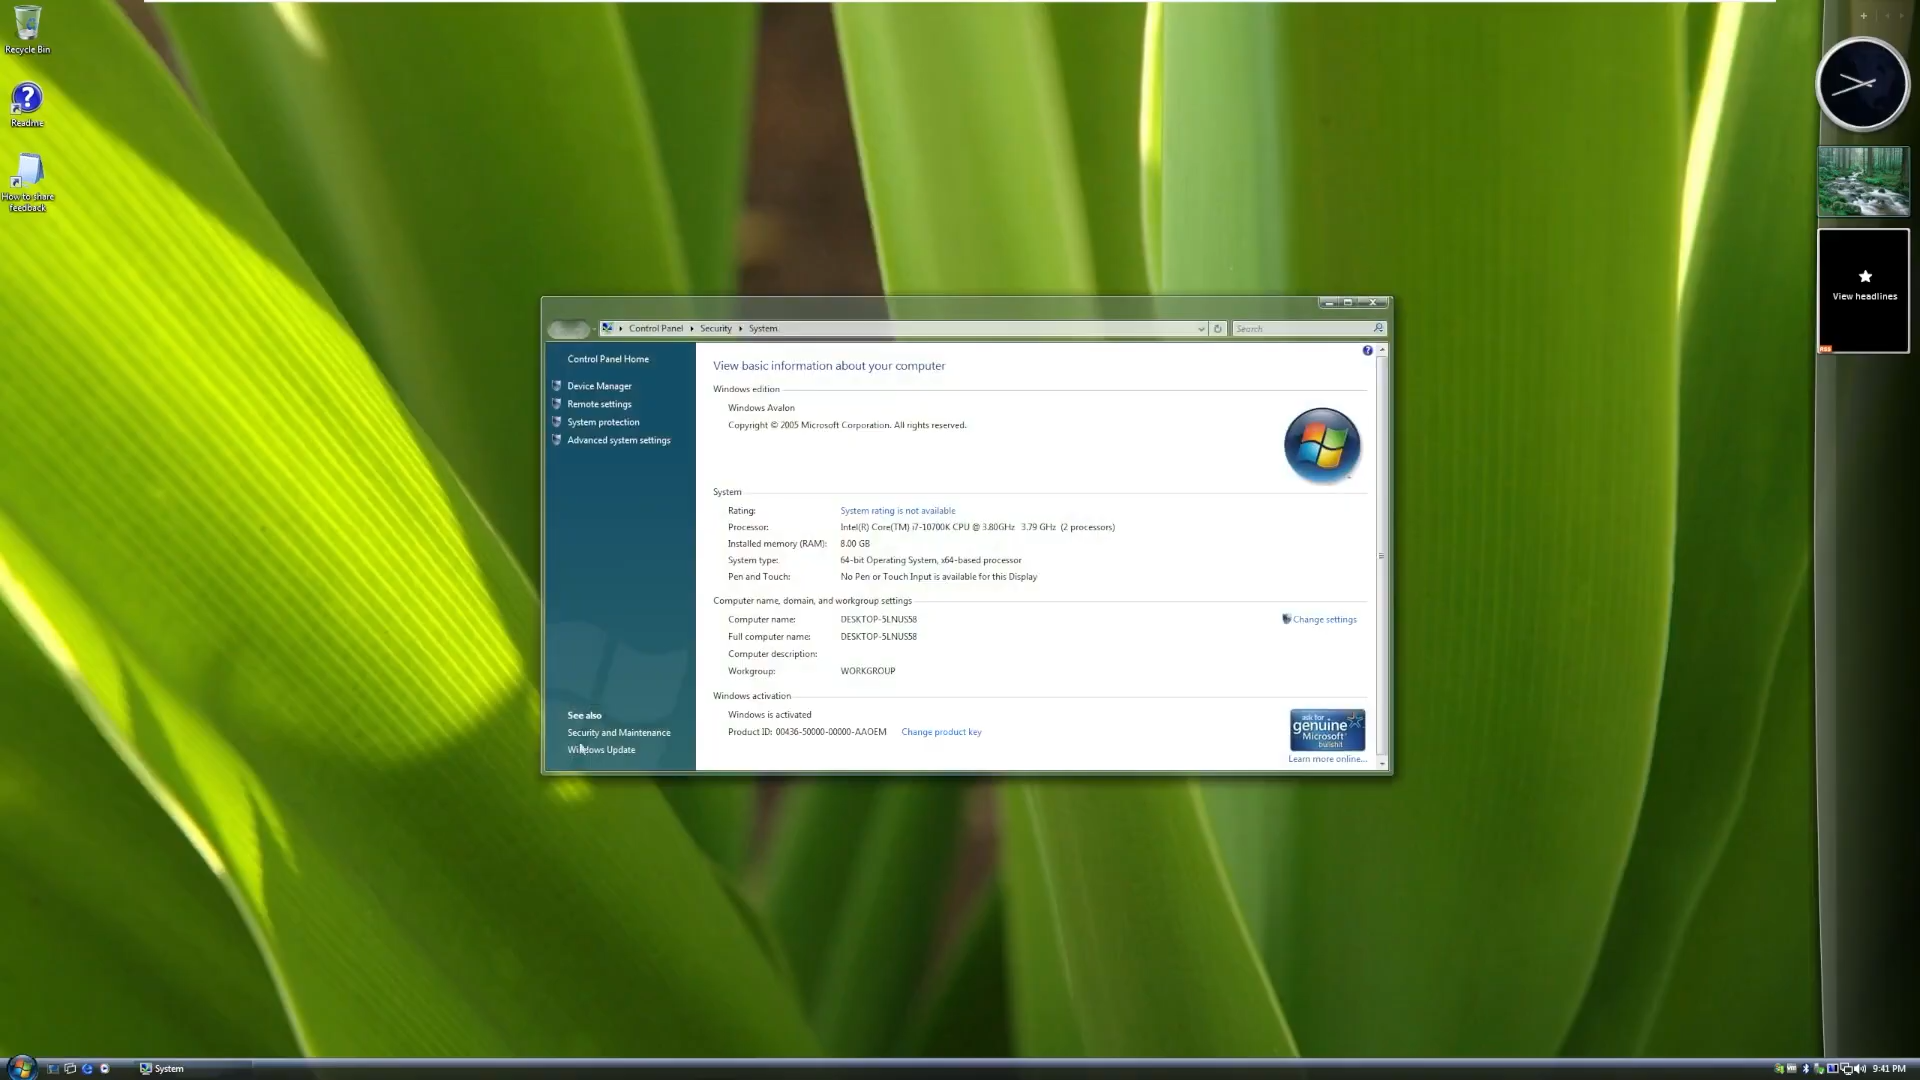 Recycle Bin
Readme
How to share
feedback
View headlines
Control Panel Security System
Search
Control Panel Home
Device Manager
Remote settings
System protection
Advanced system settings
See also
Security and Maintenance
Windows Update
View basic information about your computer
Windows edition
Windows Avalon
Copyright © 2005 Microsoft Corporation. All rights reserved.
System
Rating: System rating is not available
Processor: Intel(R) Core(TM) i7-10700K CPU @ 3.80GHz 3.79 GHz (2 processors)
Installed memory (RAM): 8.00 GB
System type: 64-bit Operating System, x64-based processor
Pen and Touch: No Pen or Touch Input is available for this Display
Computer name, domain, and workgroup settings
Computer name: DESKTOP-5LNUS58
Change settings
Full computer name: DESKTOP-5LNUS58
Computer description:
Workgroup: WORKGROUP
Windows activation
Windows is activated
Product ID: 00436-50000-00000-AAOEM Change product key
ask for
genuine
Microsoft
bullshit
Learn more online...
System
9:41 PM